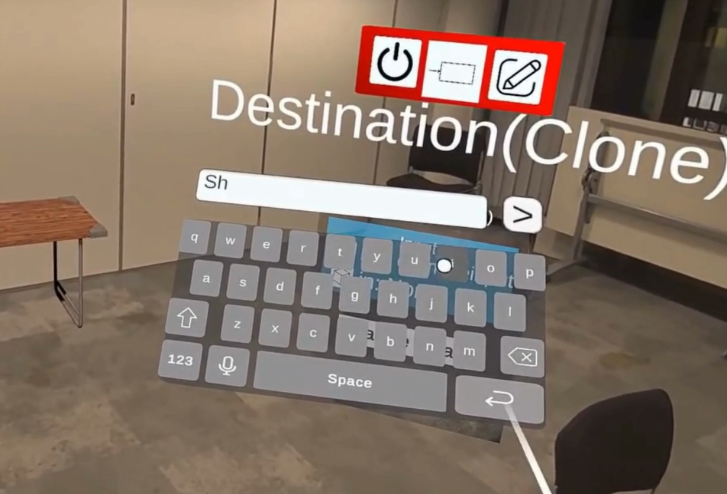 Destination(Clone)
Sh
>
q w e r t y u o p
a s d f g h j k l
z x c v b n m
123 Space